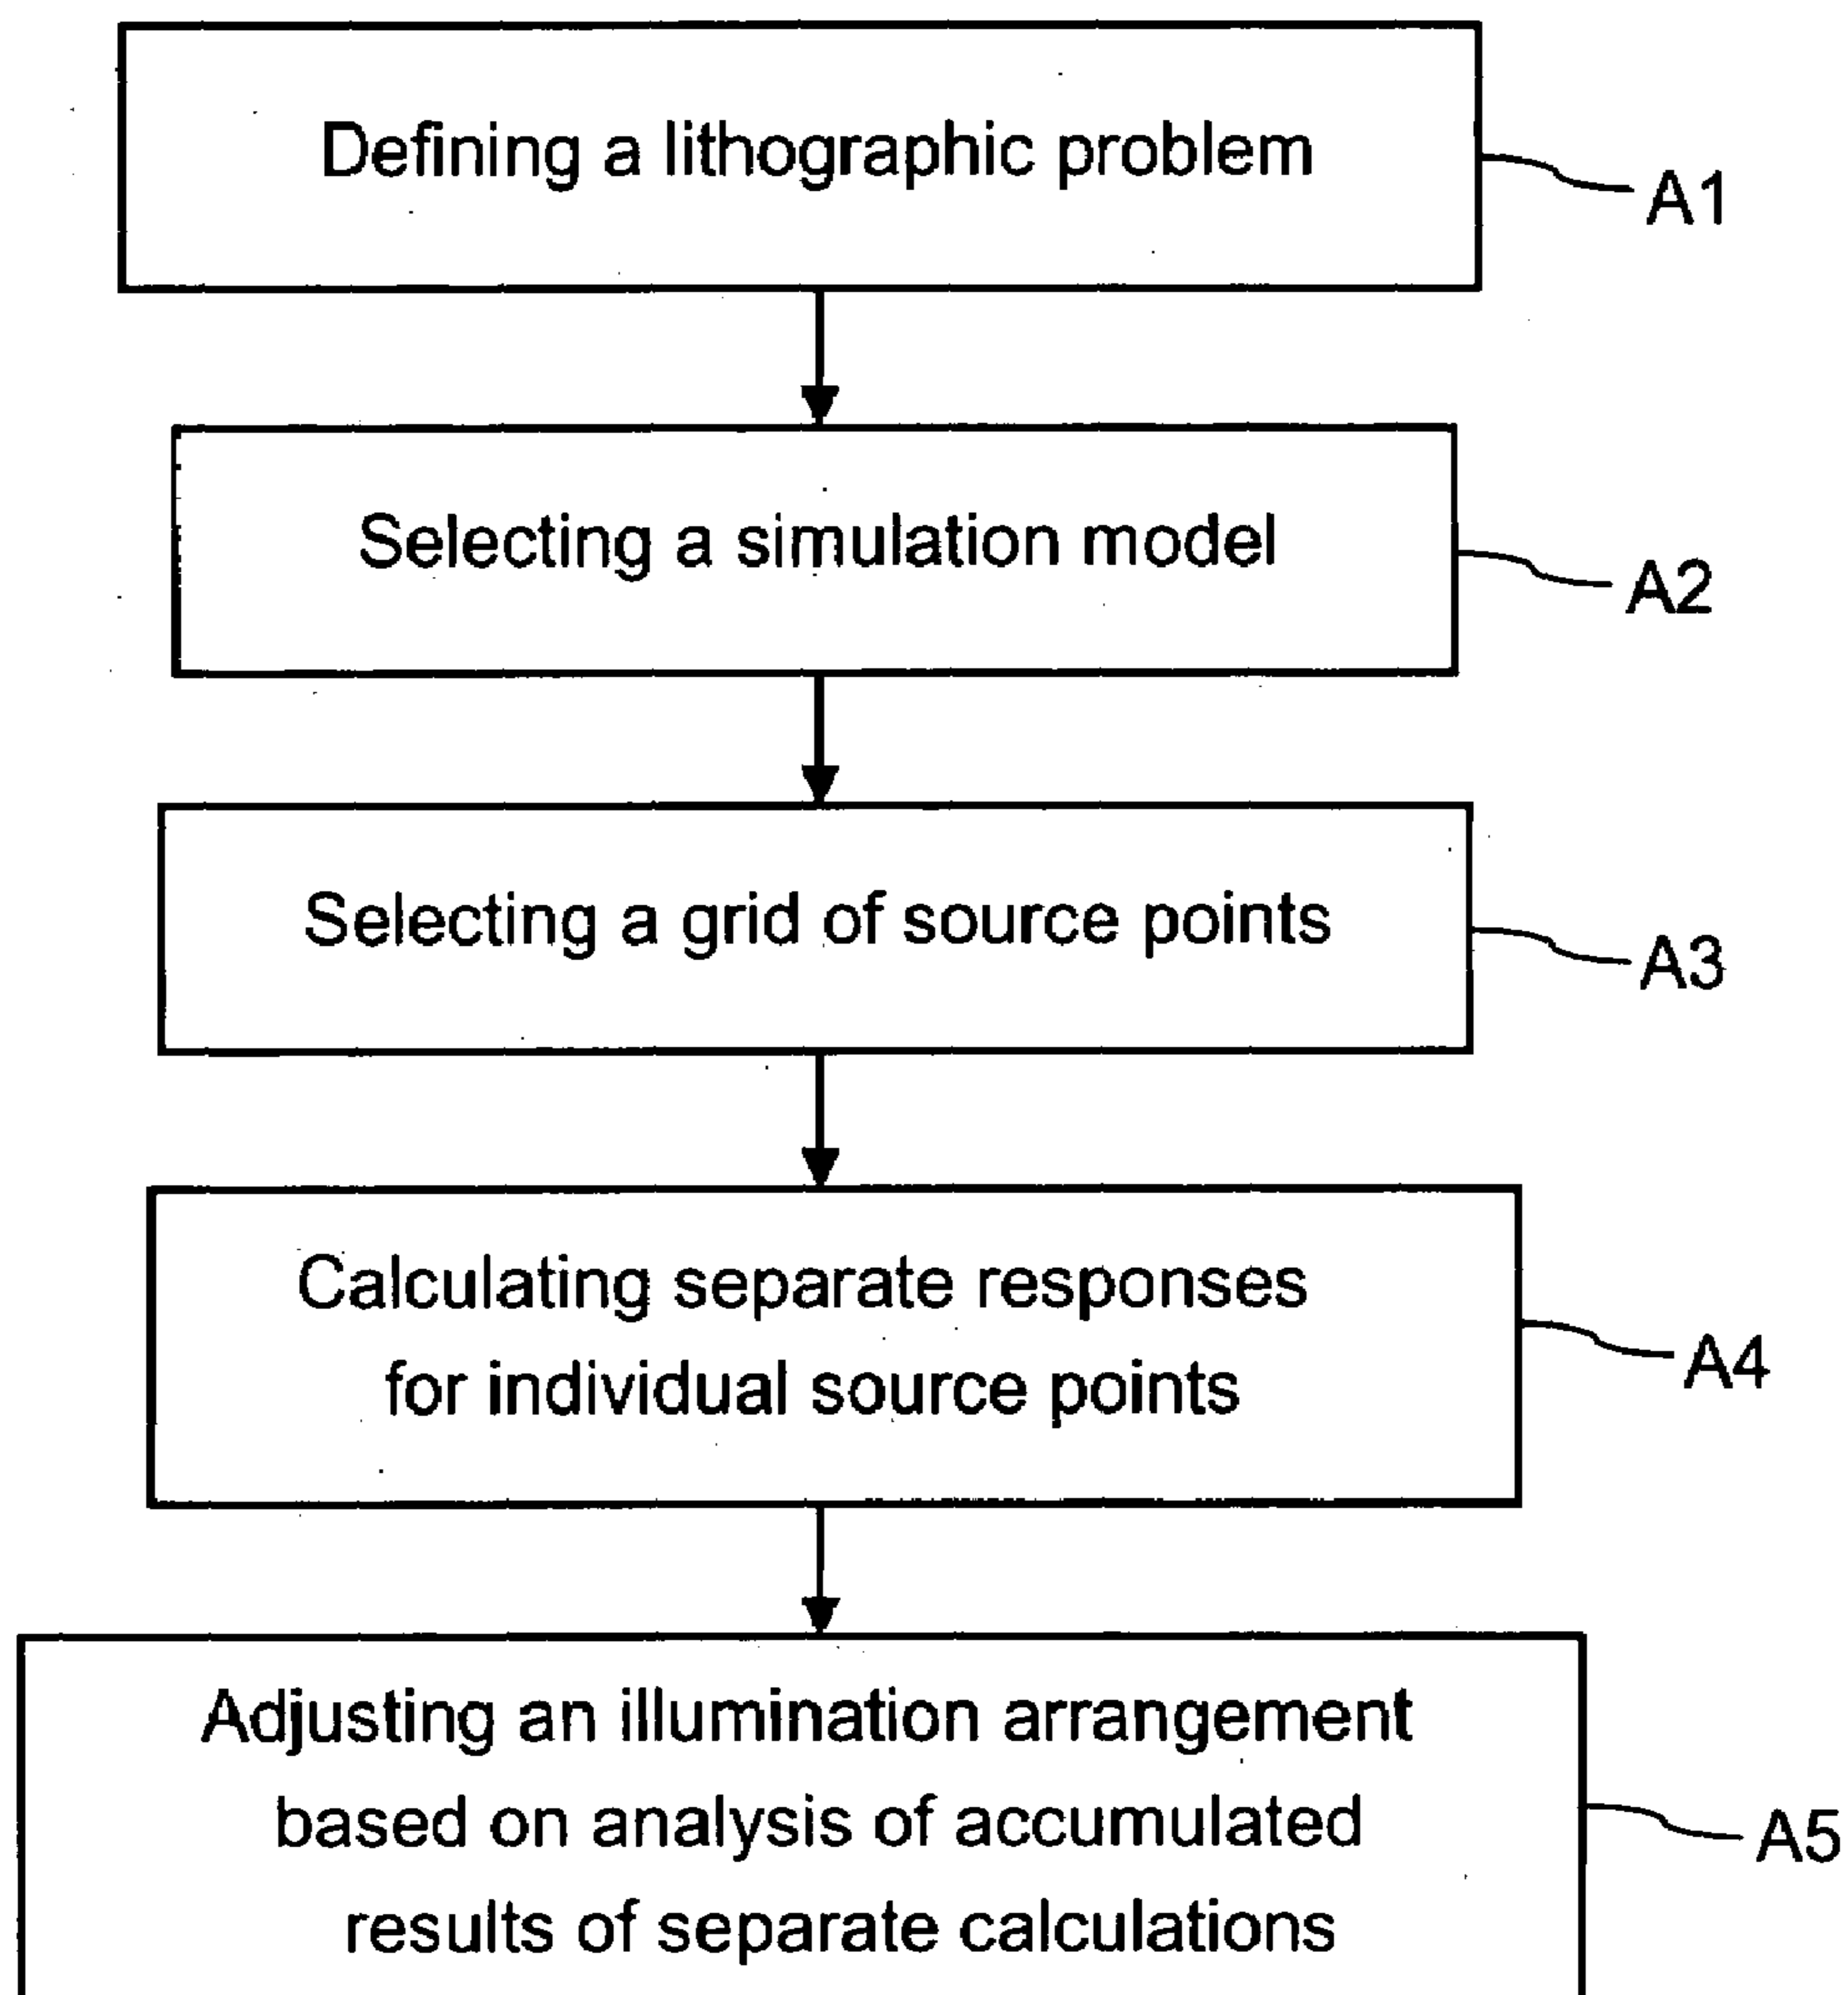 Defining a lithographic problem
A1
Selecting a simulation model
A2
Selecting a grid of source points
A3
Calculating separate responses
for individual source points
A4
Adjusting an illumination arrangement
based on analysis of accumulated
results of separate calculations
A5